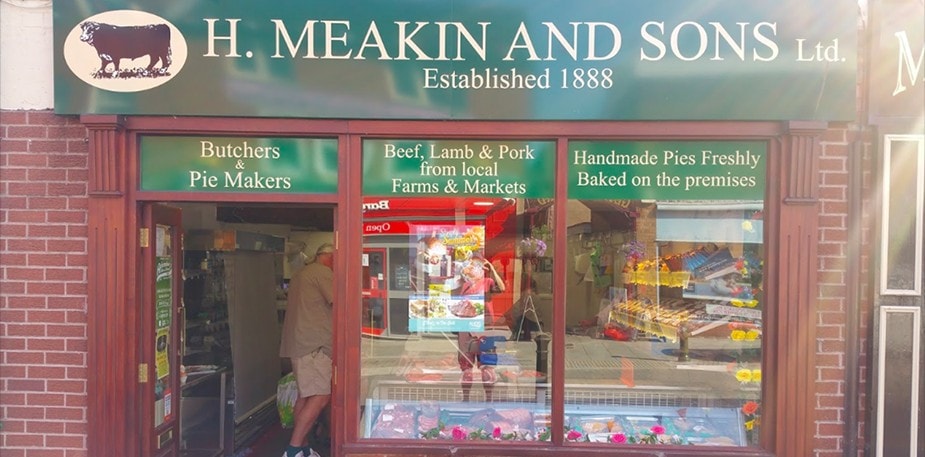 H. MEAKIN AND SONS Ltd.
Established 1888
M
Butchers
&
Pie Makers
Beef, Lamb & Pork
from local
Farms & Markets
Handmade Pies Freshly
Baked on the premises
Open